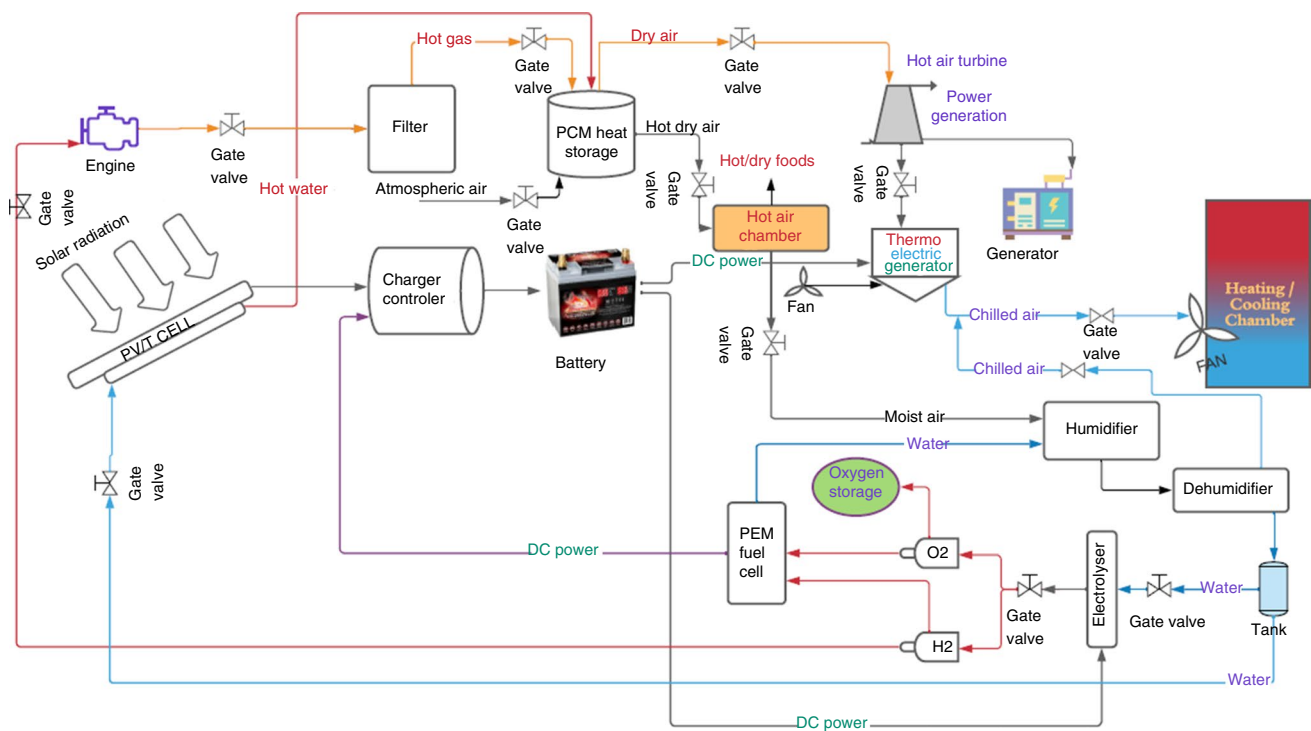 Hot gas
Gate
valve
Dry air
Gate
valve
Hot air turbine
Power
generation
Engine
Gate
valve
Filter
PCM heat
storage
Hot dry air
Gate
valve
Hot/dry foods
Gate
valve
Generator
Gate
valve
Hot water
Atmospheric air
Gate
valve
Hot air
chamber
Thermo
electric
generator
Solar radiation
PV/T CELL
Charger
controler
Battery
DC power
Fan
Gate
valve
Chilled air
Gate
valve
Chilled air
Heating /
Cooling
Chamber
FAN
Moist air
Humidifier
Water
Gate
valve
Oxygen
storage
Dehumidifier
PEM
fuel
cell
DC power
O2
Gate
valve
Electrolyser
Gate valve
Water
Tank
H2
Water
DC power